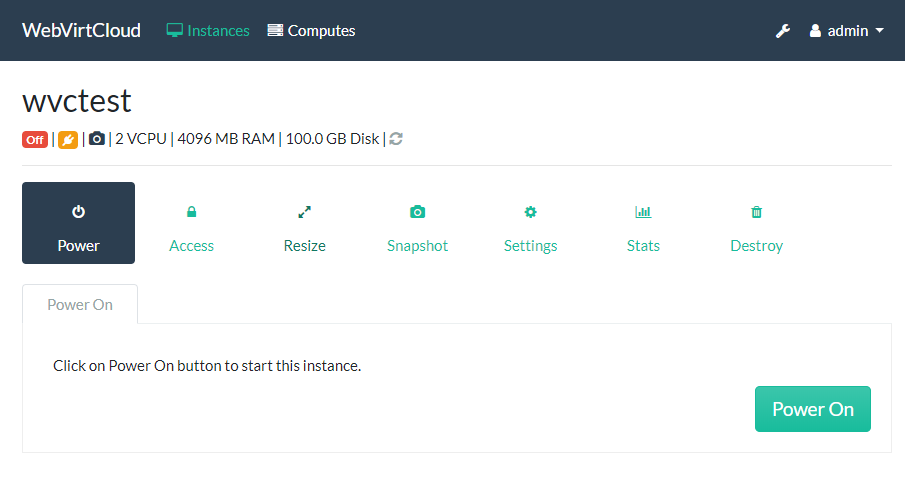 WebVirtCloud Instances Computes admin
wvctest
Off | | | 2 VCPU | 4096 MB RAM | 100.0 GB Disk |
Power Access Resize Snapshot Settings Stats Destroy
Power On
Click on Power On button to start this instance.
Power On